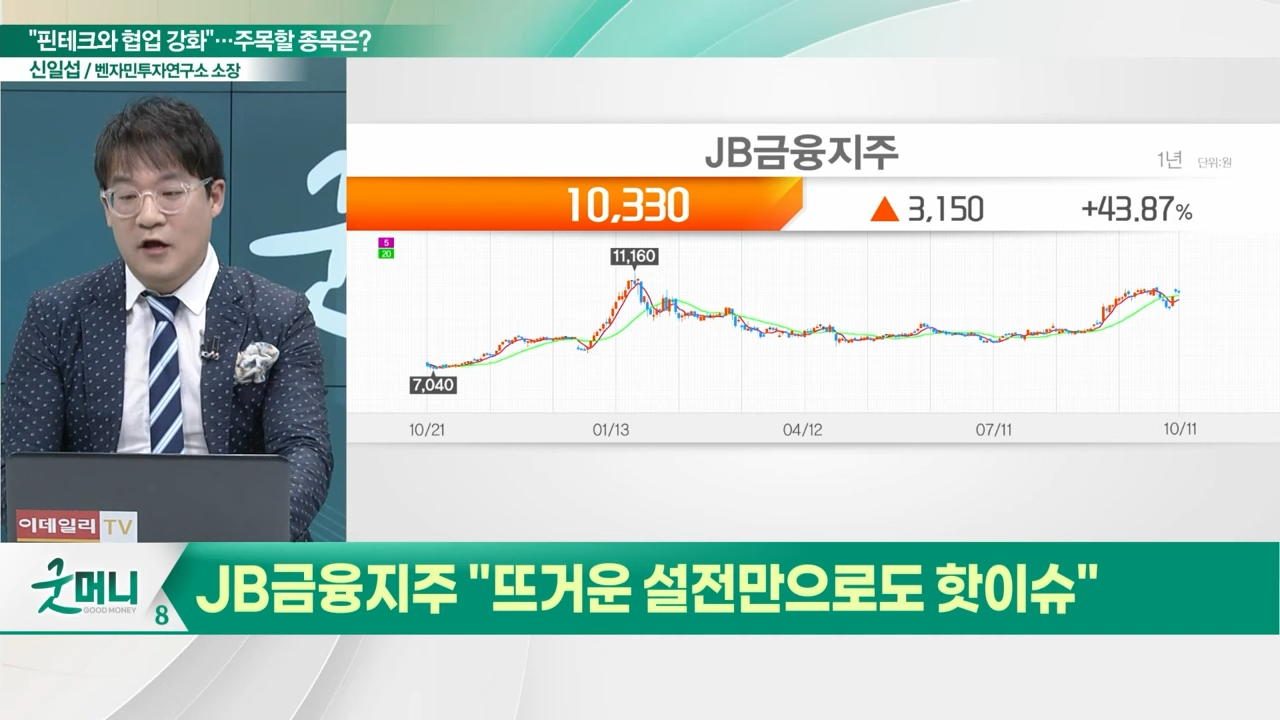 "핀테크와 협업 강화"…주목할 종목은?
신일섭 / 벤자민투자연구소 소장
JB금융지주
1년 단위:원
10,330 ▲ 3,150 +43.87%
5
20
11,160
7,040
10/21 01/13 04/12 07/11 10/11
이데일리 TV
굿머니
GOOD MONEY
8
JB금융지주 "뜨거운 설전만으로도 핫이슈"